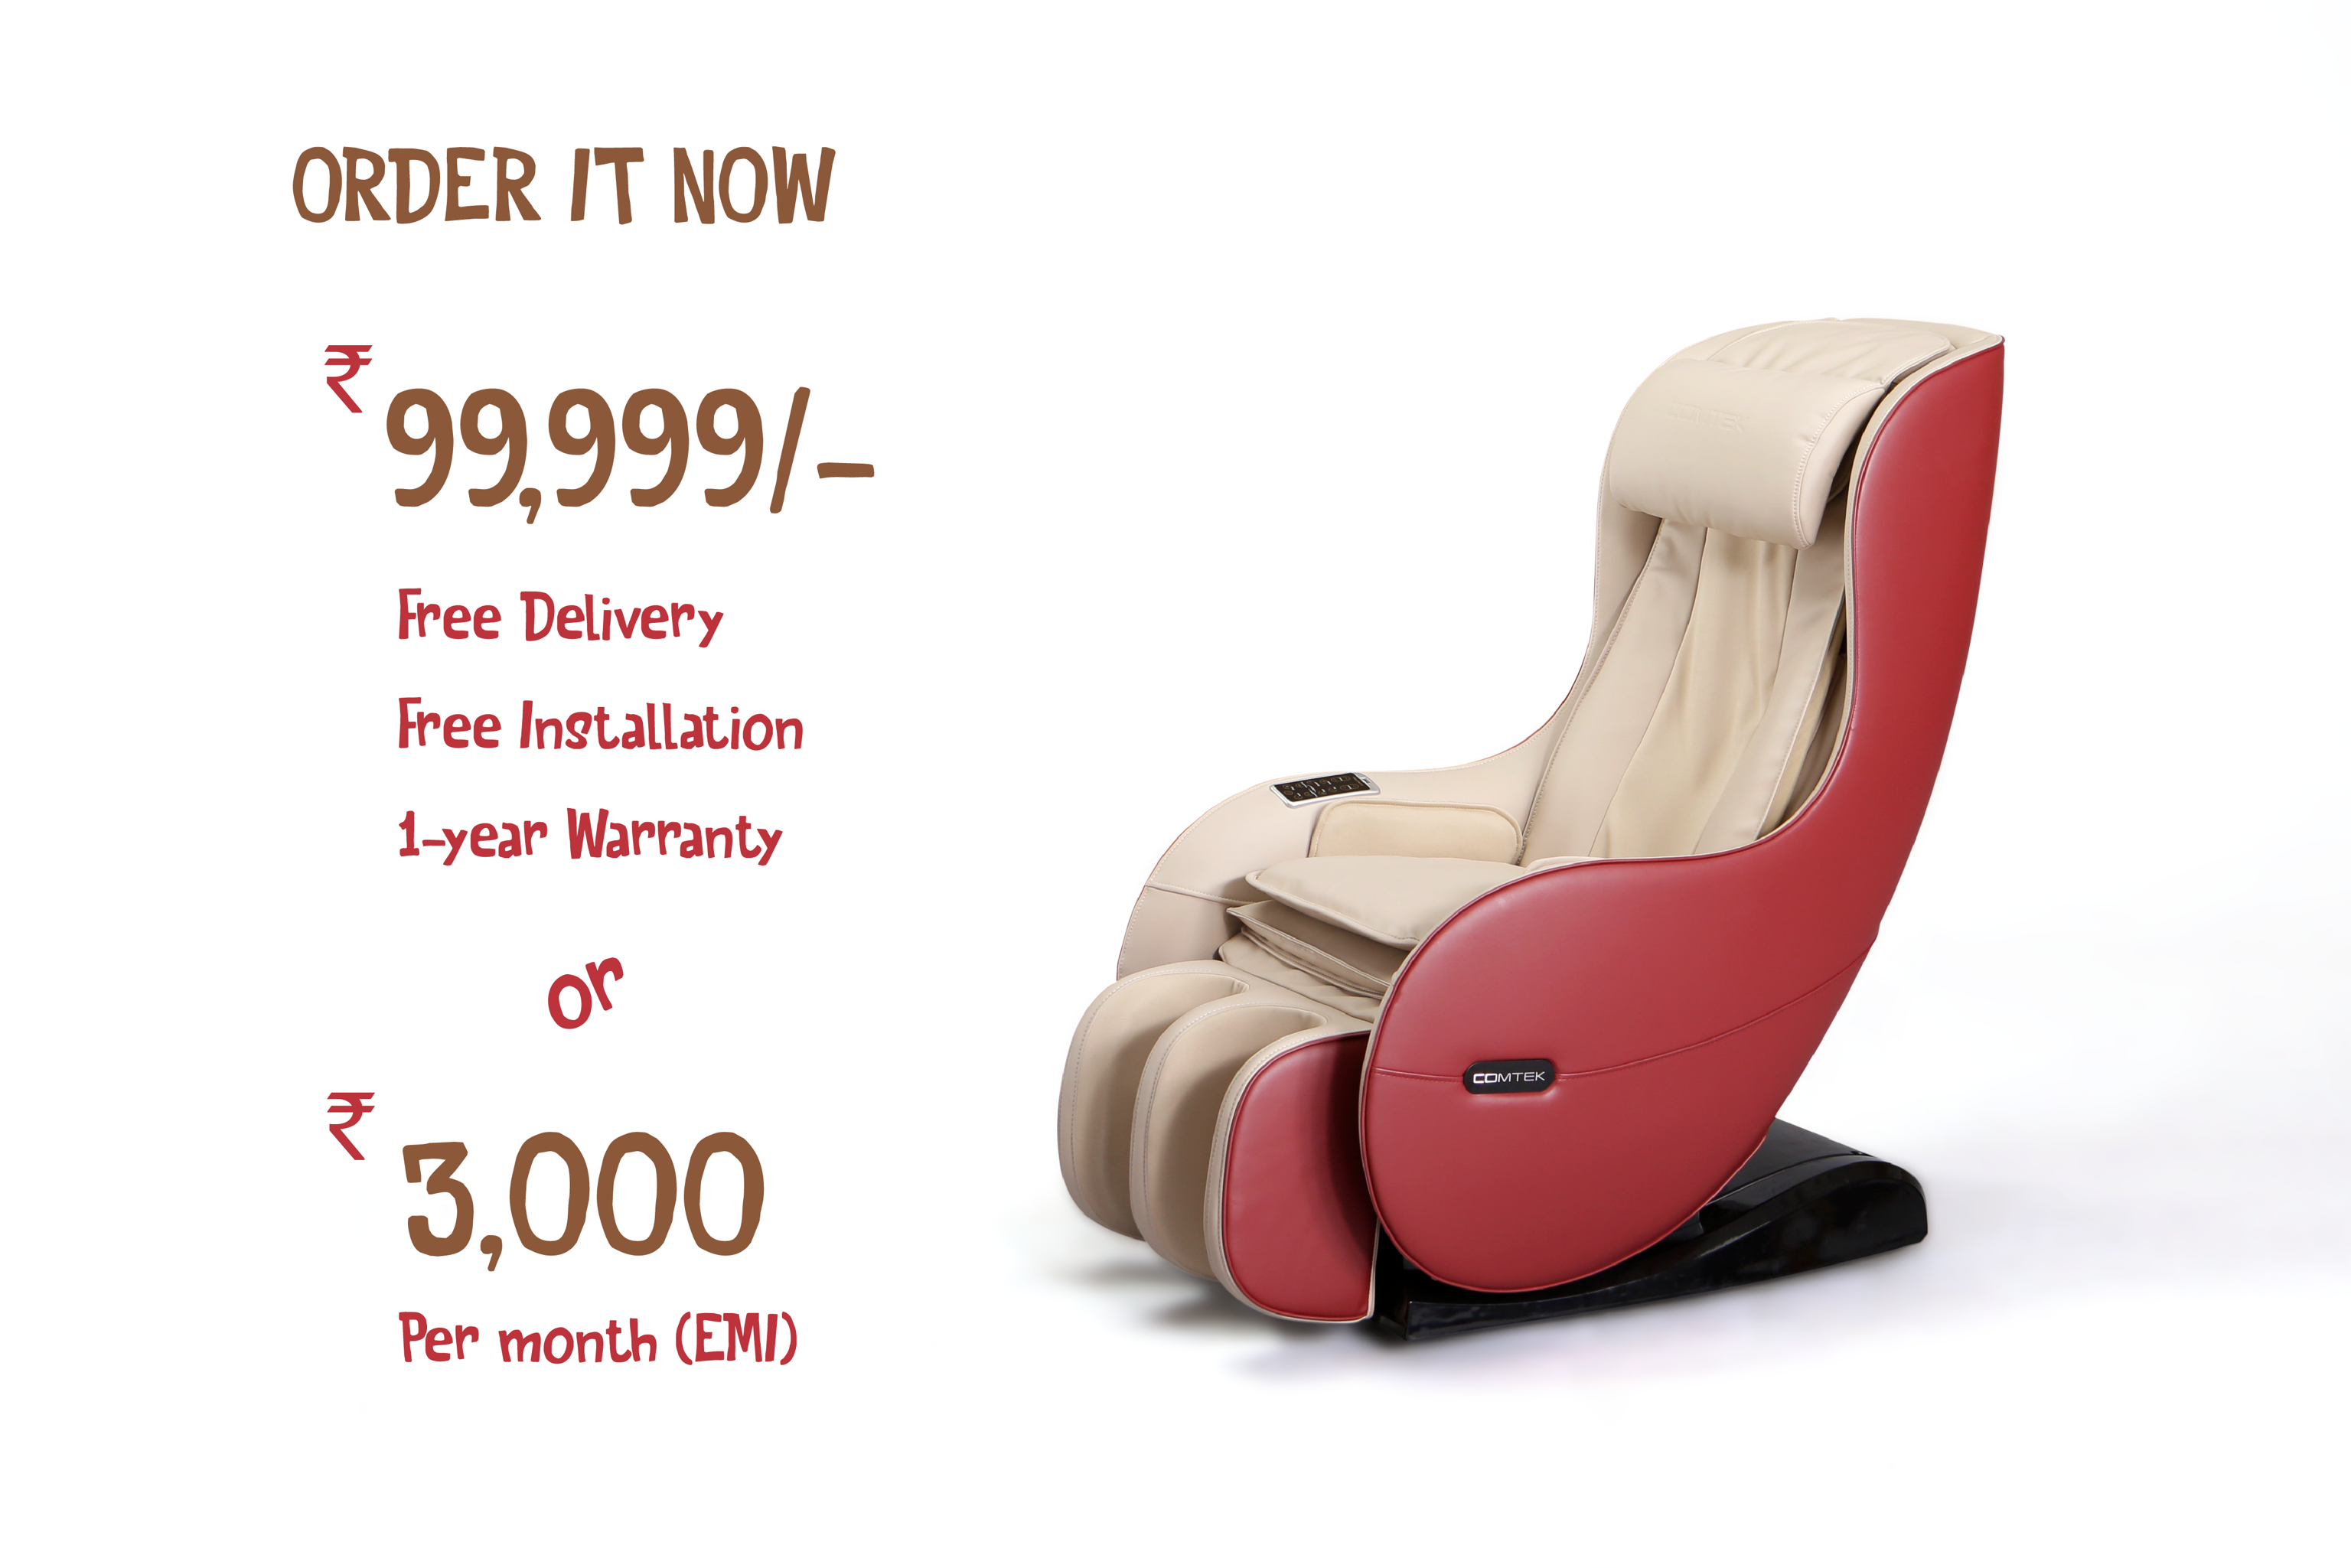 ORDER IT NOW
₹ 99,999/-
Free Delivery
Free Installation
1-year Warranty
or
₹ 3,000
Per month (EMI)
COMTEK
COMTEK